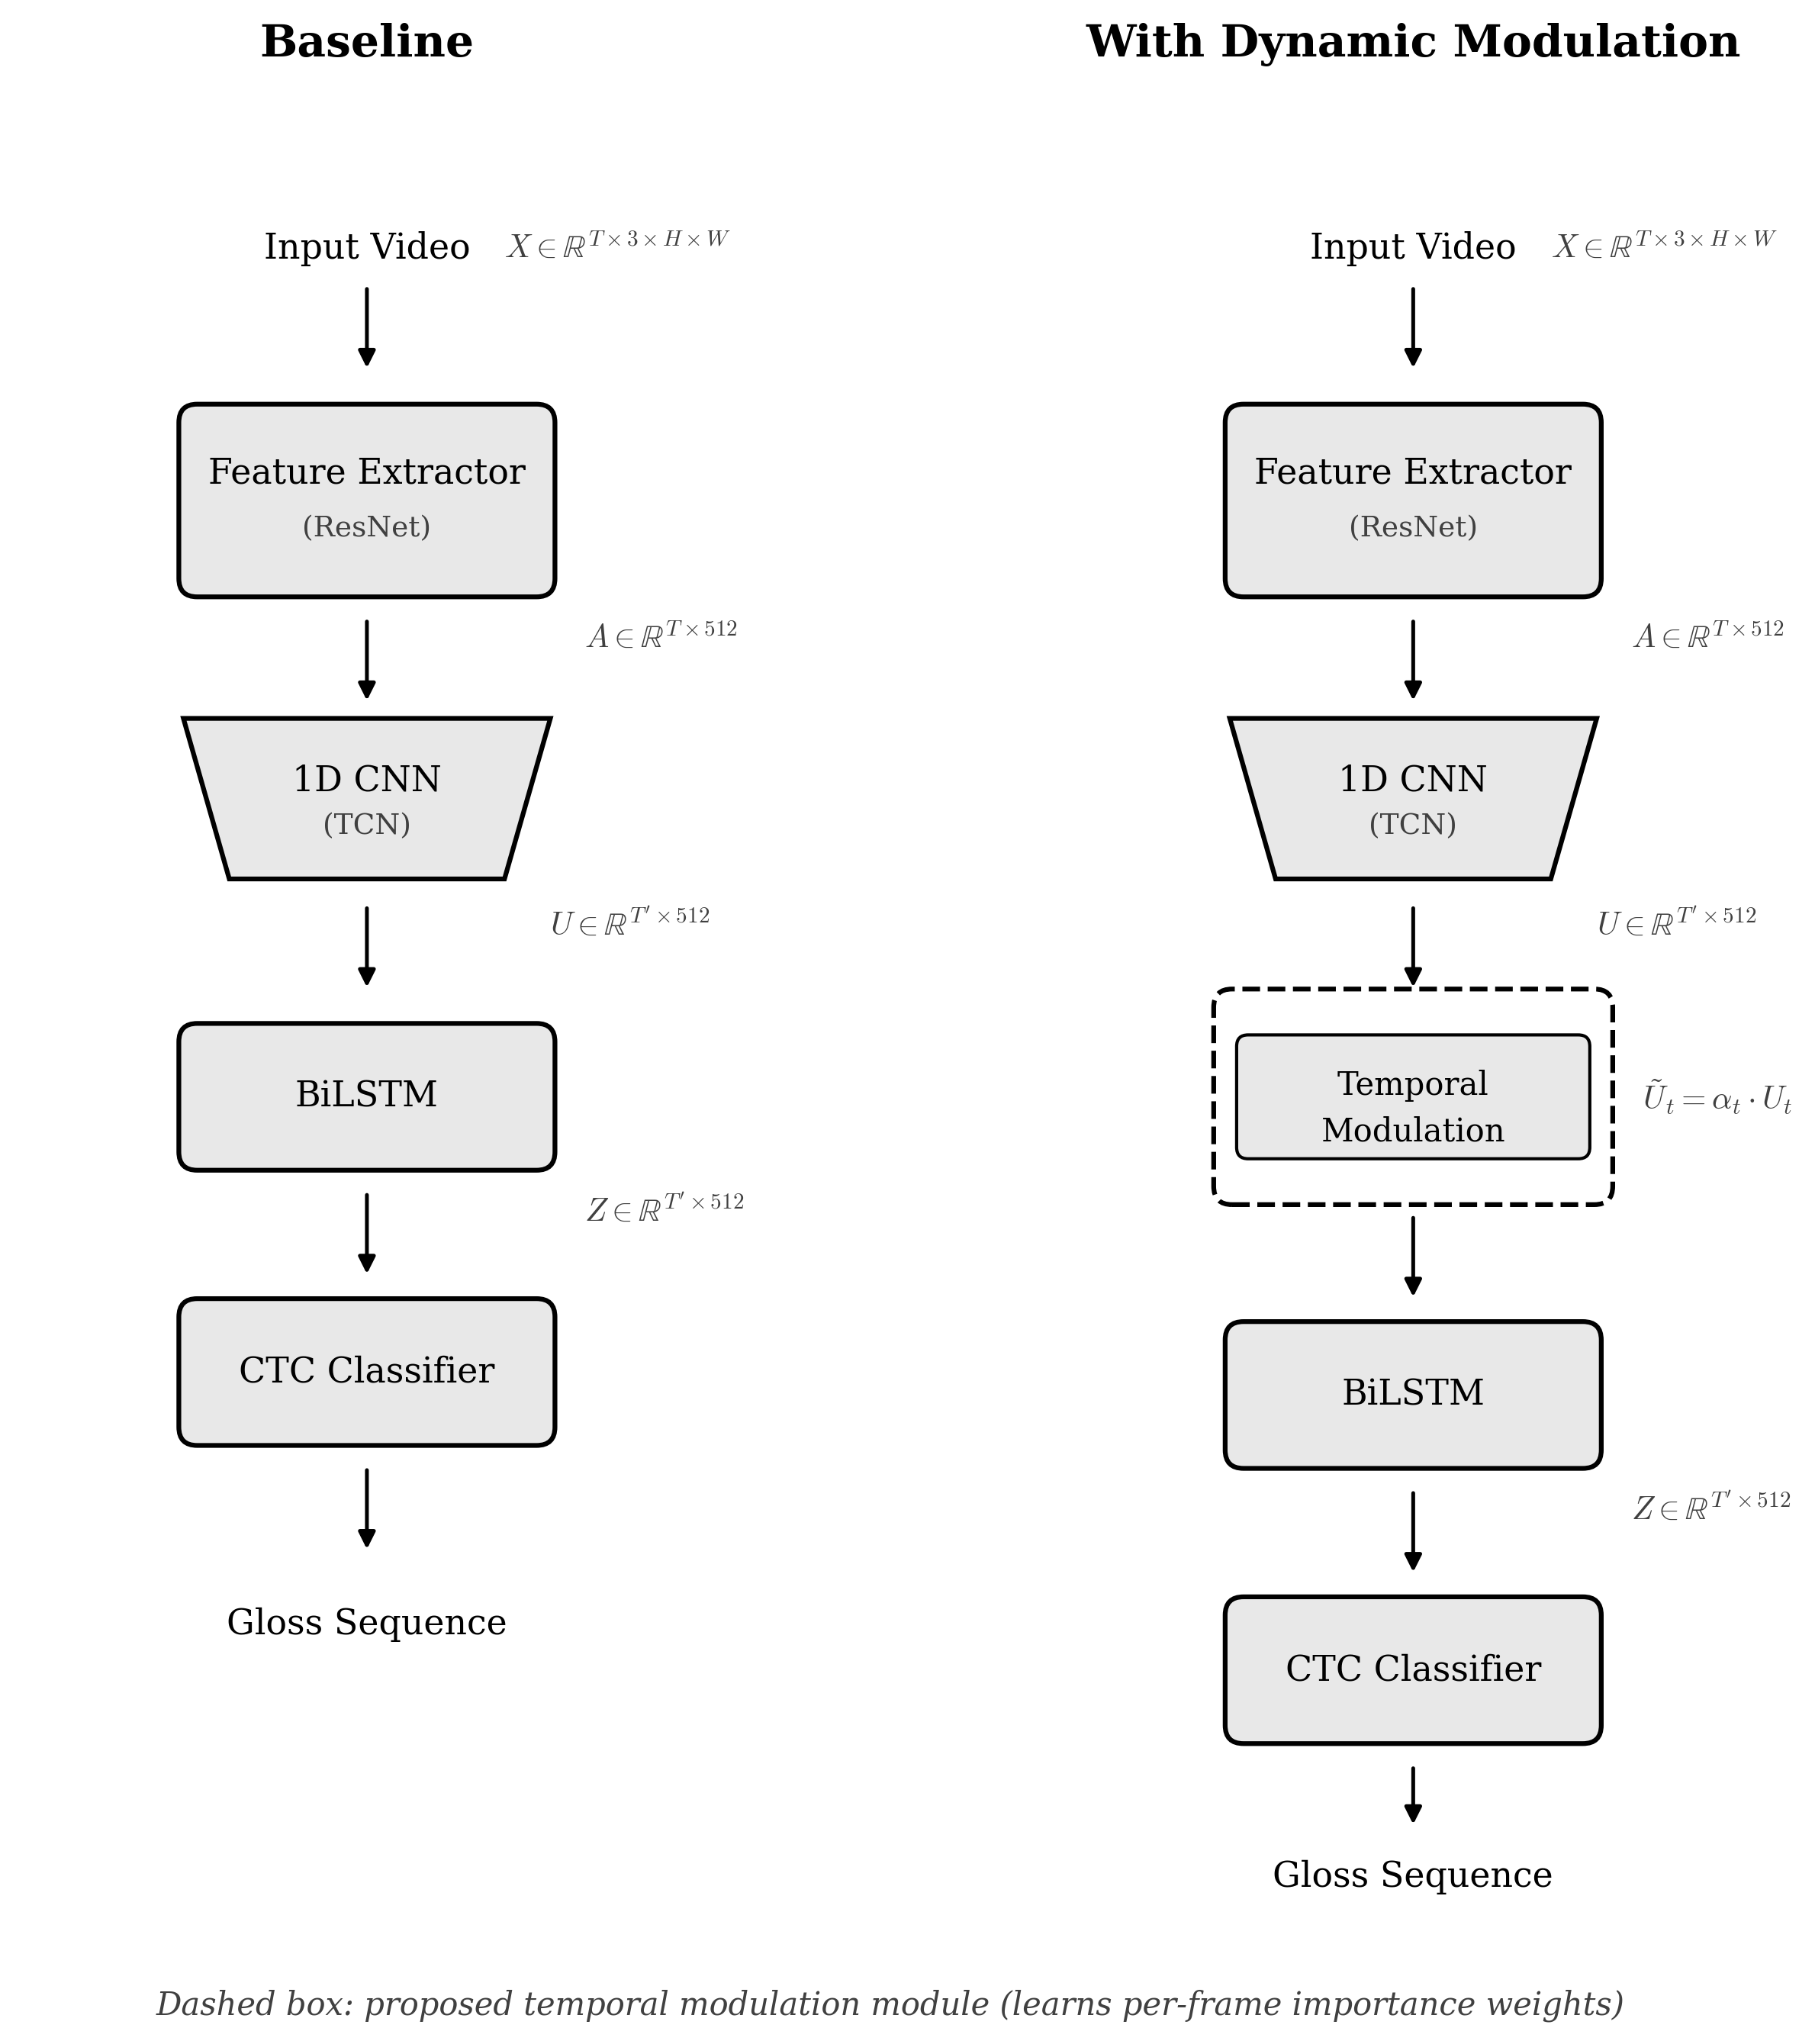 Baseline
Input Video X ∈ ℝ^{T×3×H×W}
Feature Extractor
(ResNet)
A ∈ ℝ^{T×512}
1D CNN
(TCN)
U ∈ ℝ^{T′×512}
BiLSTM
Z ∈ ℝ^{T′×512}
CTC Classifier
Gloss Sequence
With Dynamic Modulation
Input Video X ∈ ℝ^{T×3×H×W}
Feature Extractor
(ResNet)
A ∈ ℝ^{T×512}
1D CNN
(TCN)
U ∈ ℝ^{T′×512}
Temporal
Modulation
Ũ_t = α_t · U_t
BiLSTM
Z ∈ ℝ^{T′×512}
CTC Classifier
Gloss Sequence
Dashed box: proposed temporal modulation module (learns per-frame importance weights)